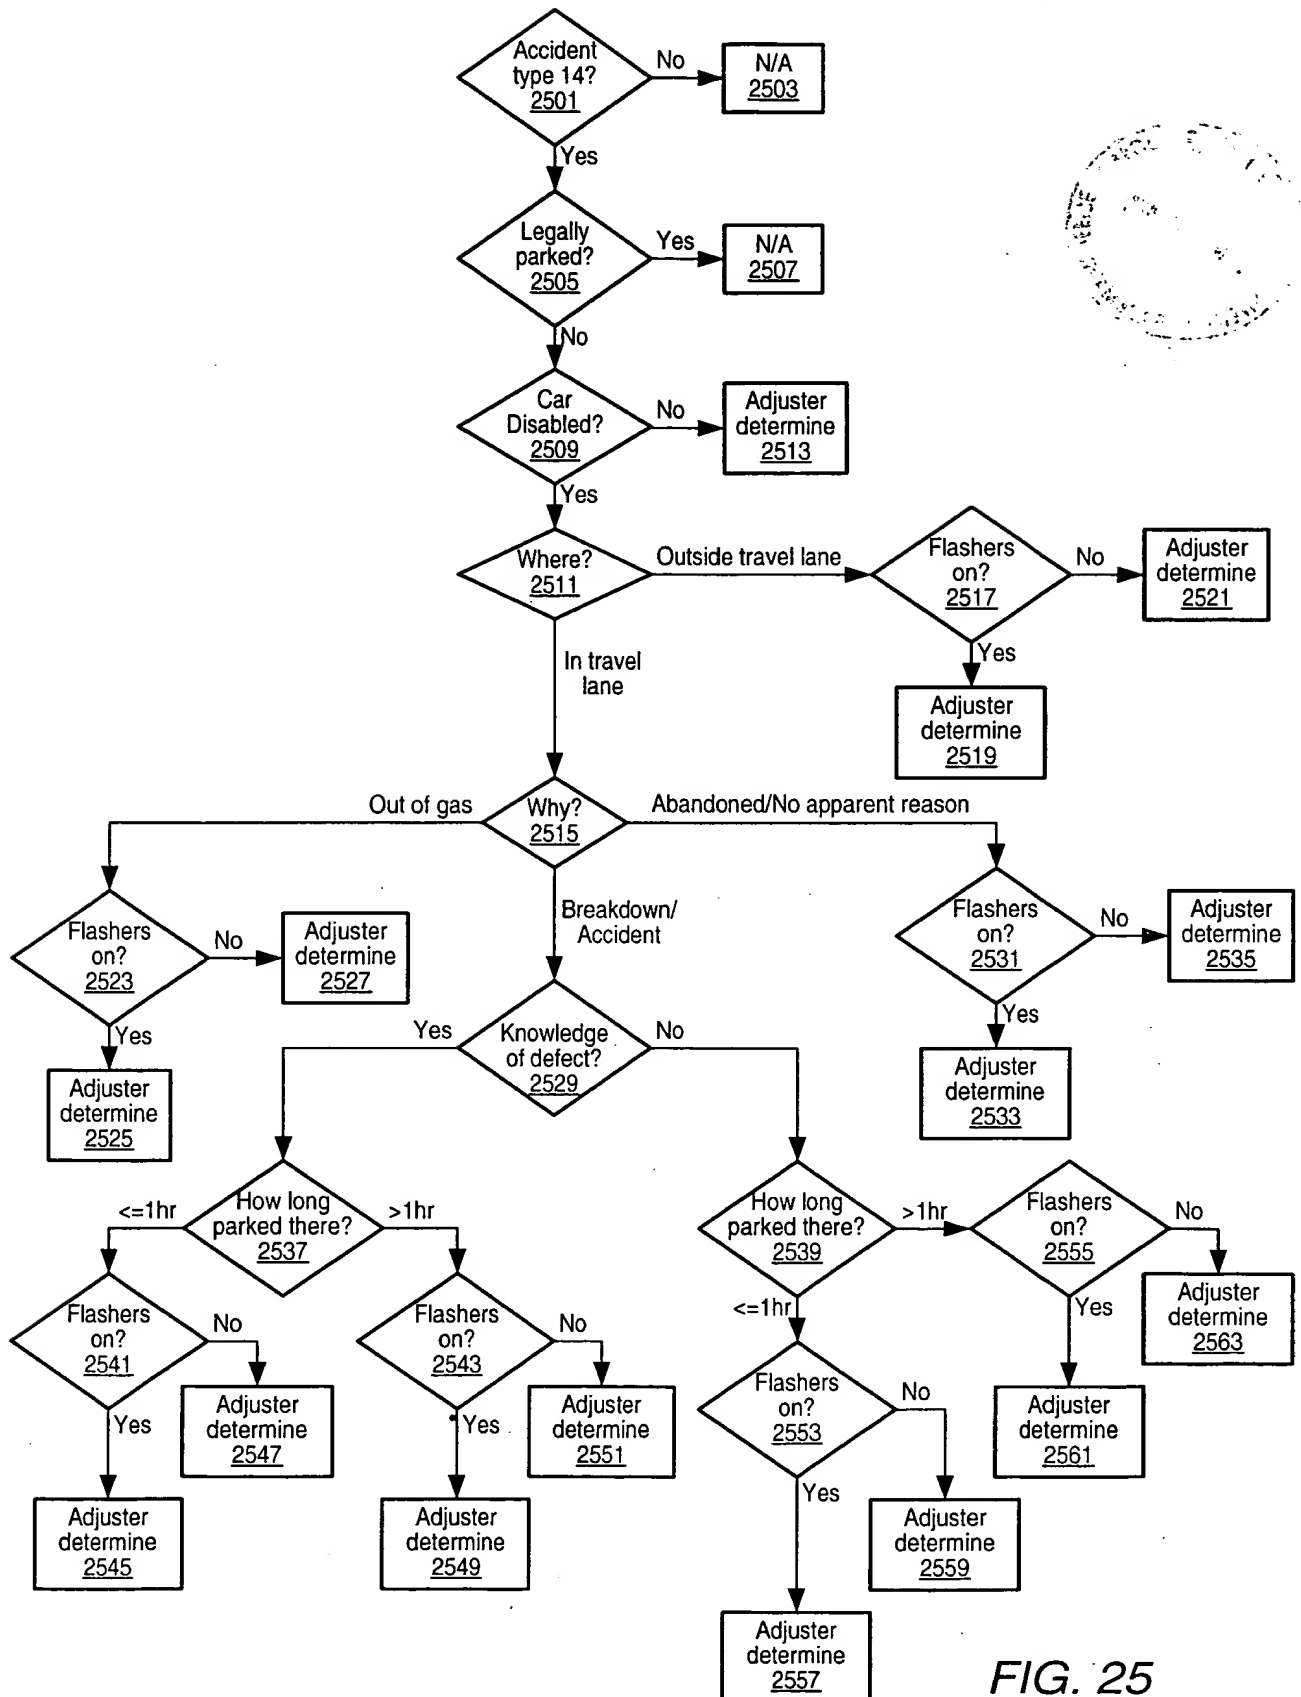 Accident
type 14?
2501
No
N/A
2503
Yes
Legally
parked?
2505
Yes
N/A
2507
No
Car
Disabled?
2509
No
Adjuster
determine
2513
Yes
Where?
2511
Outside travel lane
Flashers
on?
2517
No
Adjuster
determine
2521
Yes
Adjuster
determine
2519
In travel
lane
Why?
2515
Out of gas
Abandoned/No apparent reason
Flashers
on?
2523
No
Adjuster
determine
2527
Yes
Adjuster
determine
2525
Breakdown/
Accident
Flashers
on?
2531
No
Adjuster
determine
2535
Yes
Adjuster
determine
2533
Knowledge
of defect?
2529
Yes
No
How long
parked there?
2537
<=1hr
>1hr
Flashers
on?
2541
No
Adjuster
determine
2547
Yes
Adjuster
determine
2545
Flashers
on?
2543
No
Adjuster
determine
2551
Yes
Adjuster
determine
2549
How long
parked there?
2539
>1hr
Flashers
on?
2555
No
Adjuster
determine
2563
Yes
Adjuster
determine
2561
<=1hr
Flashers
on?
2553
No
Adjuster
determine
2559
Yes
Adjuster
determine
2557
FIG. 25